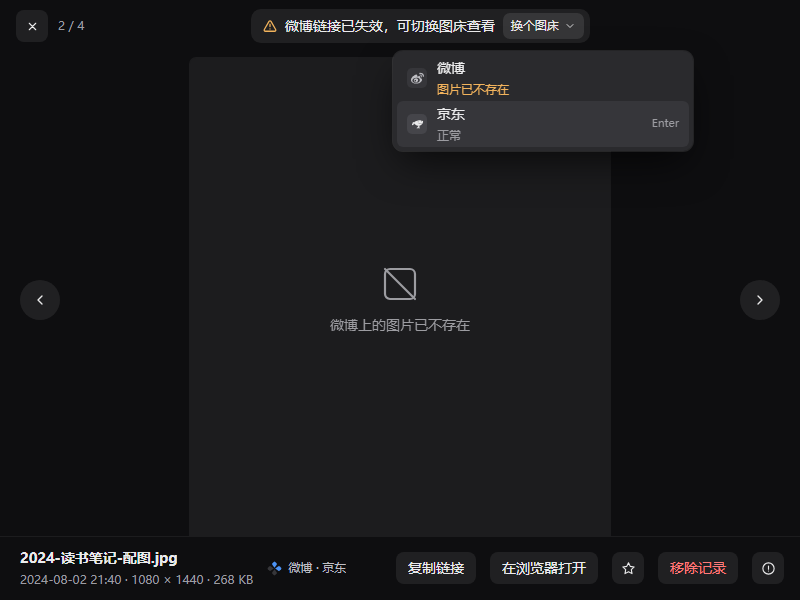 2 / 4
微博链接已失效，可切换图床查看
换个图床
微博
图片已不存在
京东
正常
Enter
微博上的图片已不存在
2024-读书笔记-配图.jpg
2024-08-02 21:40 · 1080 × 1440 · 268 KB
微博 · 京东
复制链接
在浏览器打开
移除记录